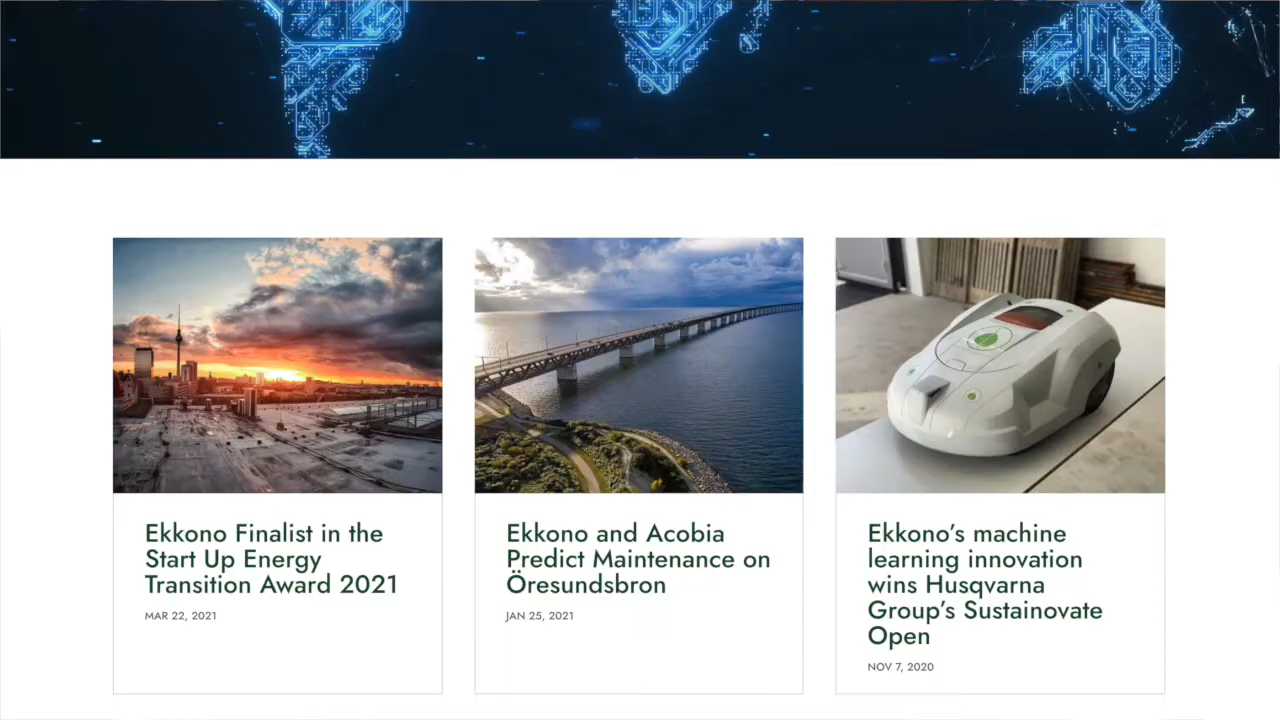 Ekkono Finalist in the
Start Up Energy
Transition Award 2021
MAR 22, 2021
Ekkono and Acobia
Predict Maintenance on
Öresundsbron
JAN 25, 2021
Ekkono’s machine
learning innovation
wins Husqvarna
Group’s Sustainovate
Open
NOV 7, 2020